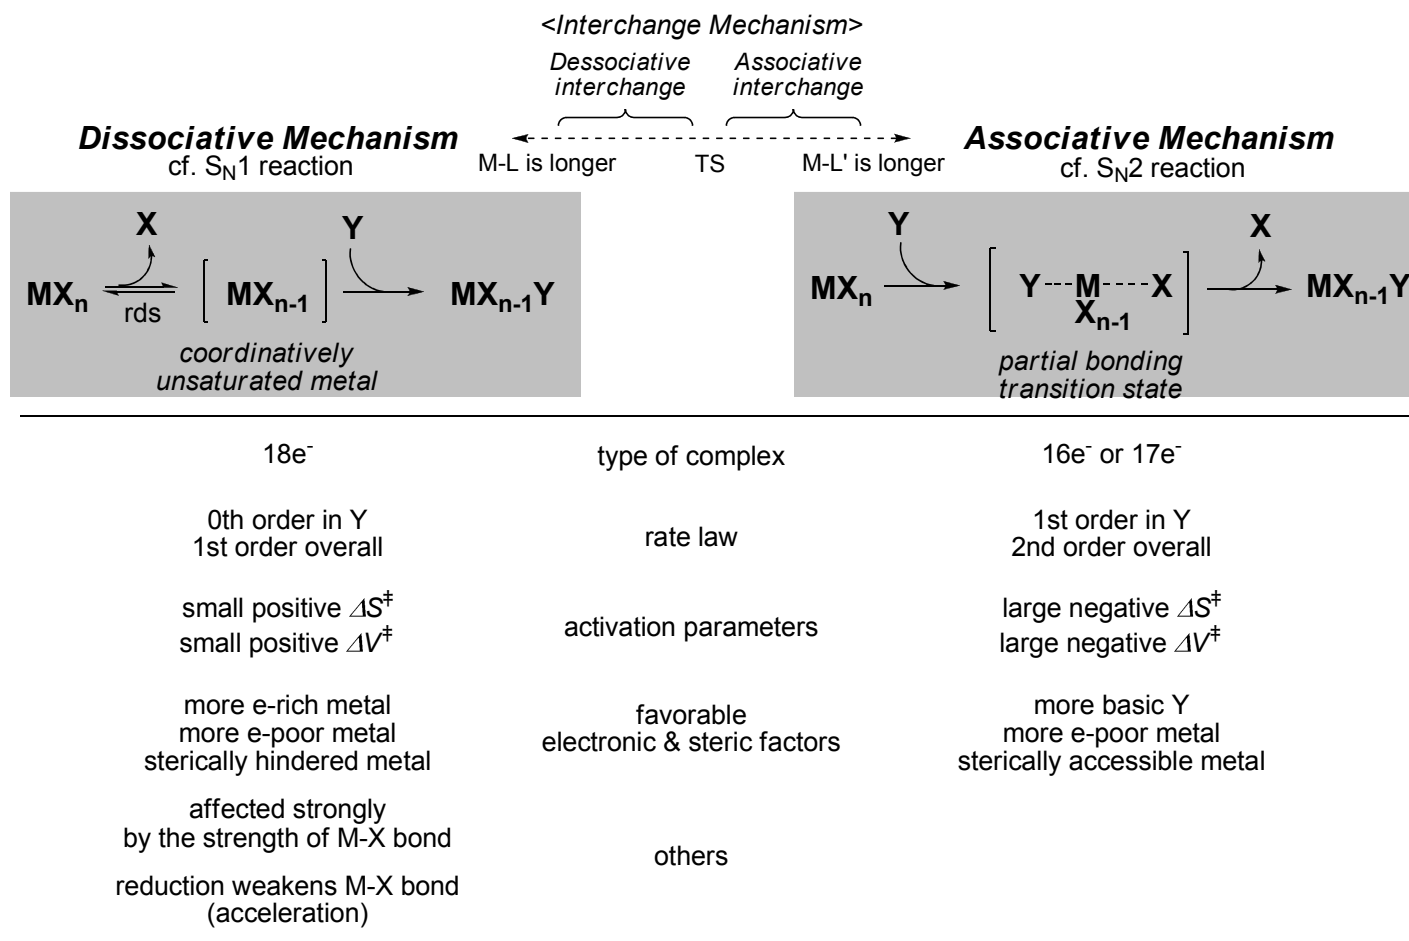 <Interchange Mechanism>
Dessociative interchange
Associative interchange
Dissociative Mechanism
cf. SN1 reaction
M-L is longer
TS
M-L' is longer
Associative Mechanism
cf. SN2 reaction
X
Y
MXn
rds
[ MXn-1 ]
MXn-1Y
coordinatively
unsaturated metal
Y
X
MXn
[ Y---M----X ]
Xn-1
MXn-1Y
partial bonding
transition state
18e-
type of complex
16e- or 17e-
0th order in Y
1st order overall
rate law
1st order in Y
2nd order overall
small positive ΔS‡
small positive ΔV‡
activation parameters
large negative ΔS‡
large negative ΔV‡
more e-rich metal
more e-poor metal
sterically hindered metal
favorable
electronic & steric factors
more basic Y
more e-poor metal
sterically accessible metal
affected strongly
by the strength of M-X bond
reduction weakens M-X bond
(acceleration)
others